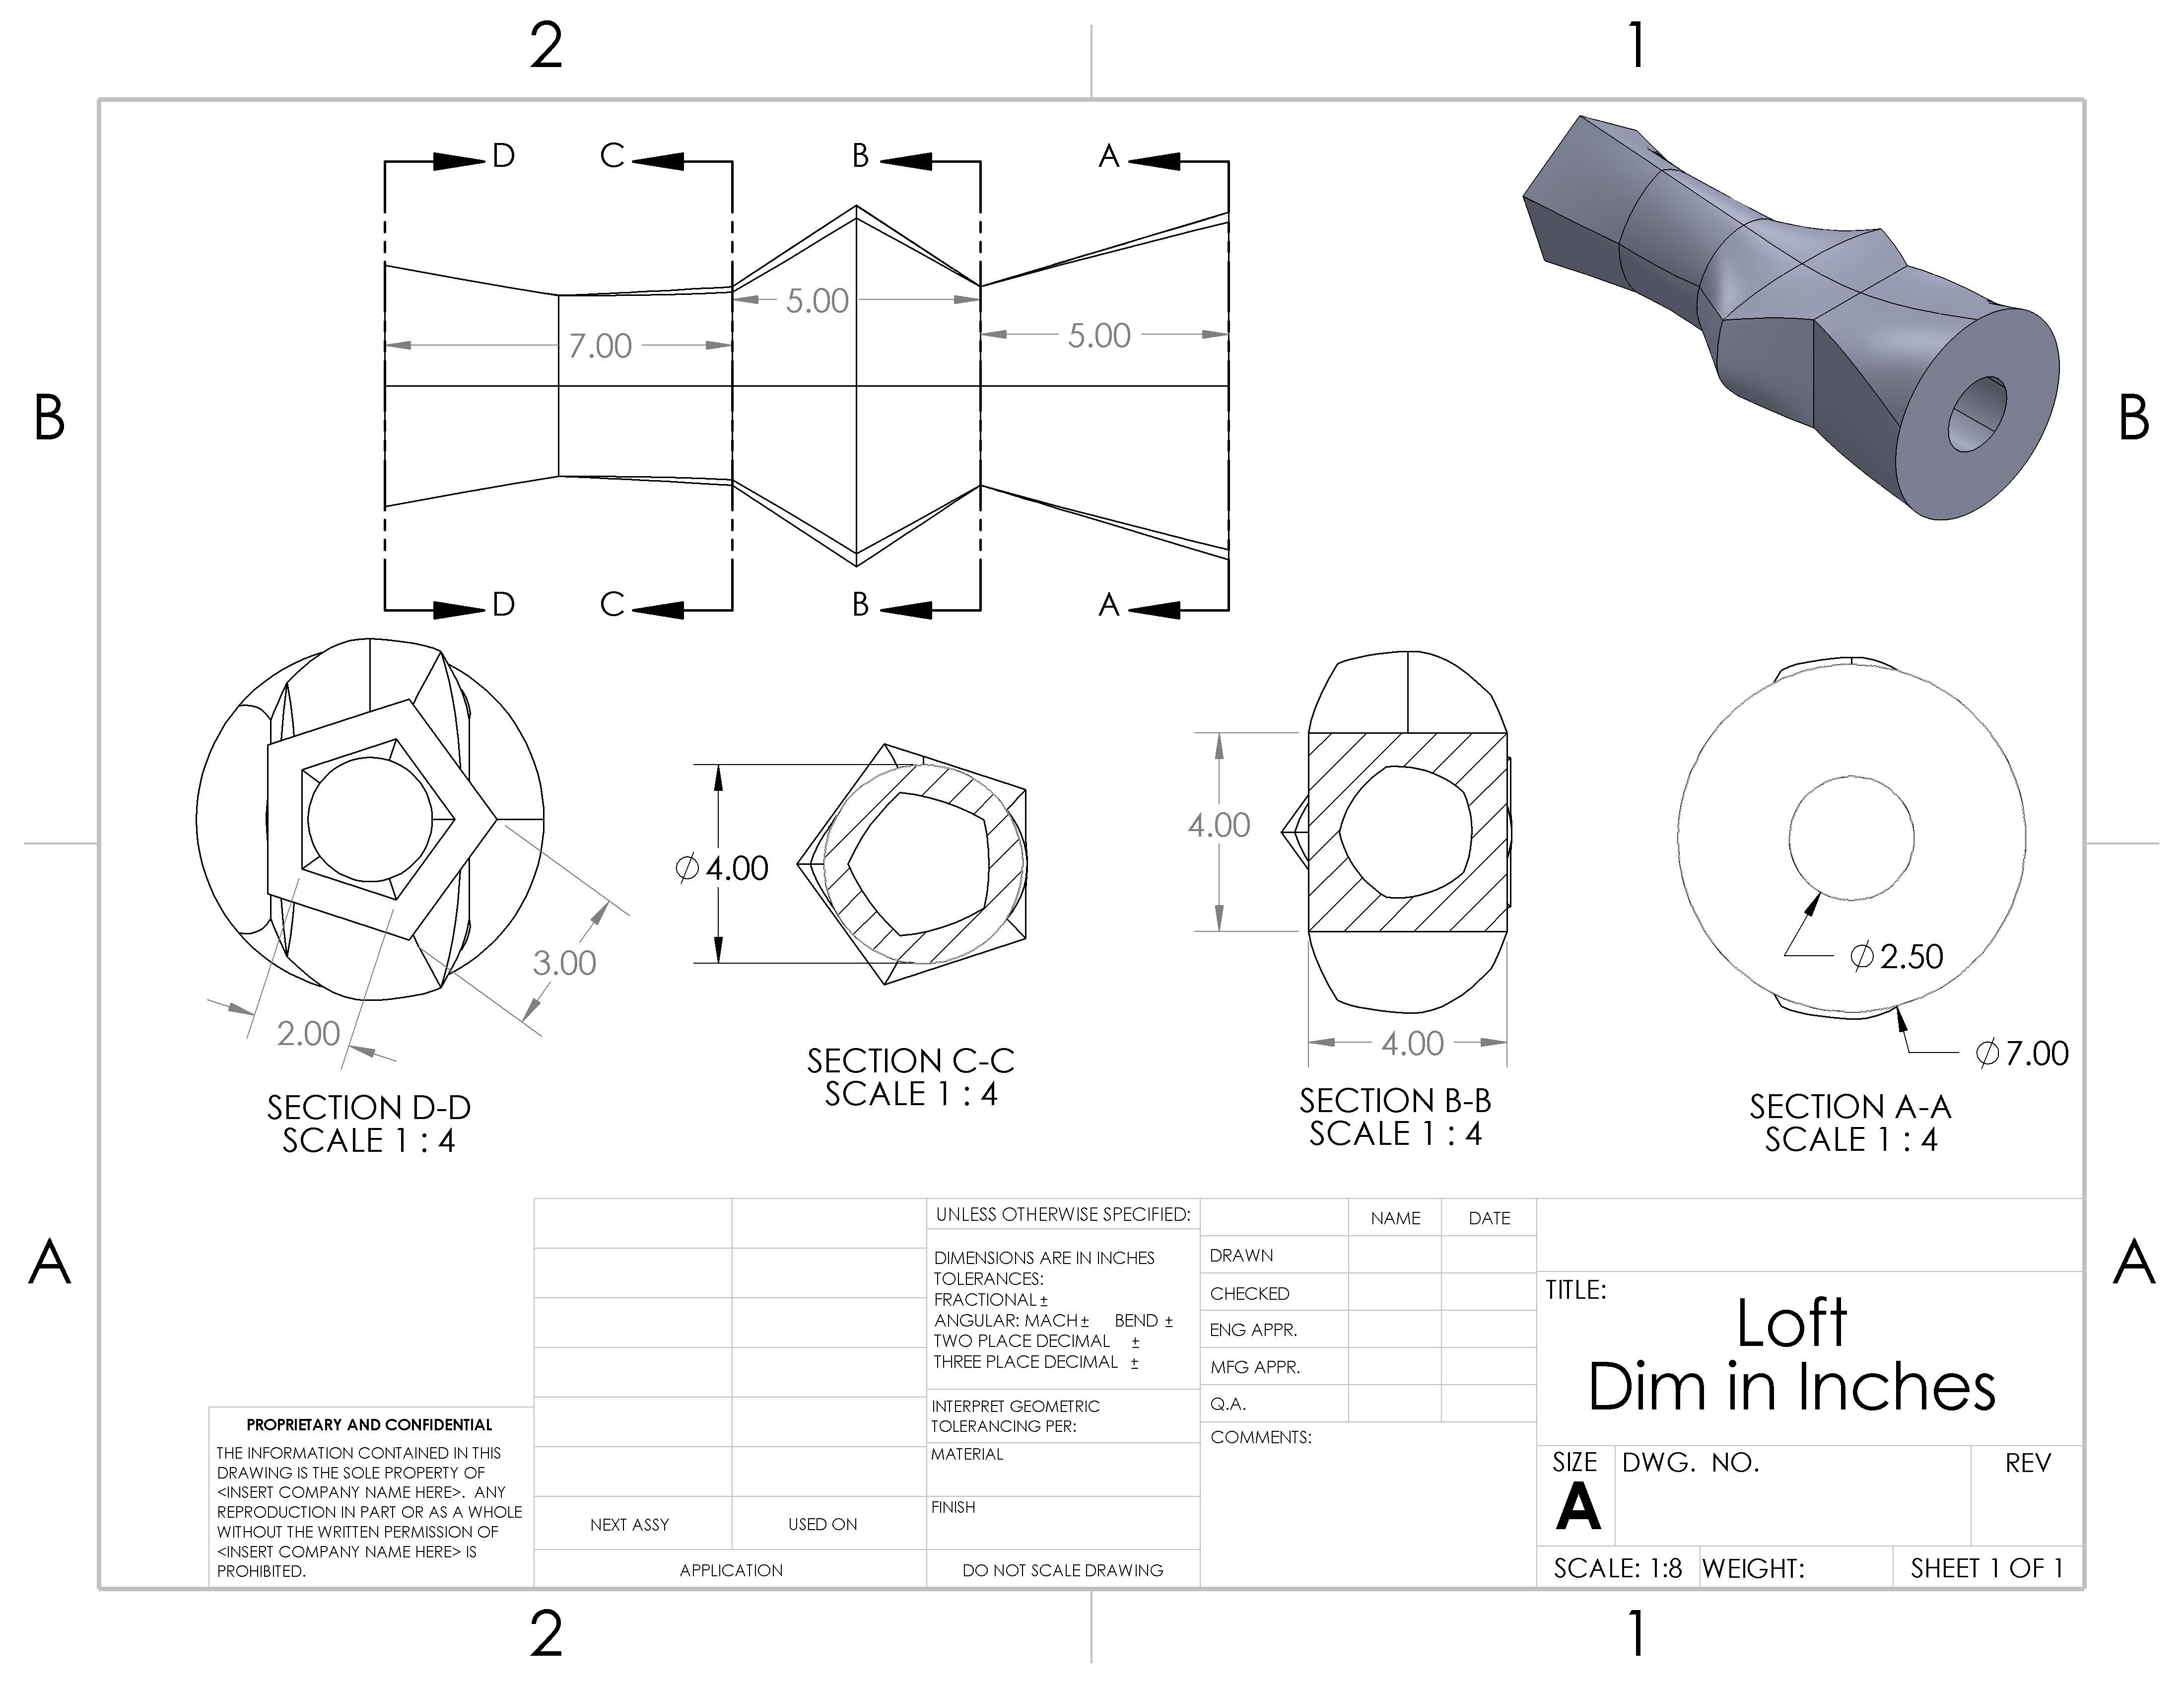 2
1
D
C
B
A
5.00
7.00
5.00
B
B
D
C
B
A
⌀4.00
4.00
⌀2.50
3.00
2.00
4.00
⌀7.00
SECTION D-D
SCALE 1 : 4
SECTION C-C
SCALE 1 : 4
SECTION B-B
SCALE 1 : 4
SECTION A-A
SCALE 1 : 4
A
A
PROPRIETARY AND CONFIDENTIAL
THE INFORMATION CONTAINED IN THIS
DRAWING IS THE SOLE PROPERTY OF
<INSERT COMPANY NAME HERE>. ANY
REPRODUCTION IN PART OR AS A WHOLE
WITHOUT THE WRITTEN PERMISSION OF
<INSERT COMPANY NAME HERE> IS
PROHIBITED.
NEXT ASSY
USED ON
APPLICATION
UNLESS OTHERWISE SPECIFIED:
DIMENSIONS ARE IN INCHES
TOLERANCES:
FRACTIONAL ±
ANGULAR: MACH ± BEND ±
TWO PLACE DECIMAL ±
THREE PLACE DECIMAL ±
INTERPRET GEOMETRIC
TOLERANCING PER:
MATERIAL
FINISH
DO NOT SCALE DRAWING
NAME
DATE
DRAWN
CHECKED
ENG APPR.
MFG APPR.
Q.A.
COMMENTS:
TITLE:
Loft
Dim in Inches
SIZE
A
DWG. NO.
REV
SCALE: 1:8
WEIGHT:
SHEET 1 OF 1
2
1